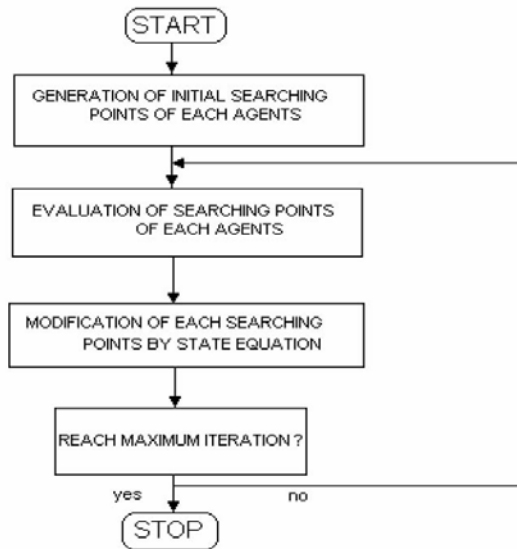 START
GENERATION OF INITIAL SEARCHING
POINTS OF EACH AGENTS
EVALUATION OF SEARCHING POINTS
OF EACH AGENTS
MODIFICATION OF EACH SEARCHING
POINTS BY STATE EQUATION
REACH MAXIMUM ITERATION ?
yes no
STOP